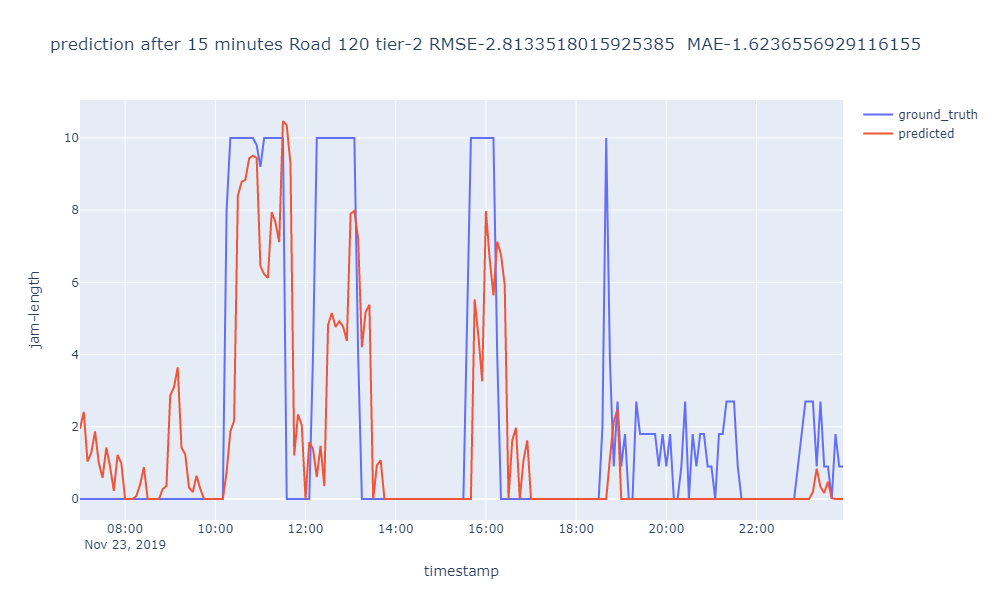 prediction after 15 minutes Road 120 tier-2 RMSE-2.8133518015925385 MAE-1.6236556929116155
ground_truth
predicted
10
8
6
4
2
0
jam-length
08:00 10:00 12:00 14:00 16:00 18:00 20:00 22:00
Nov 23, 2019
timestamp